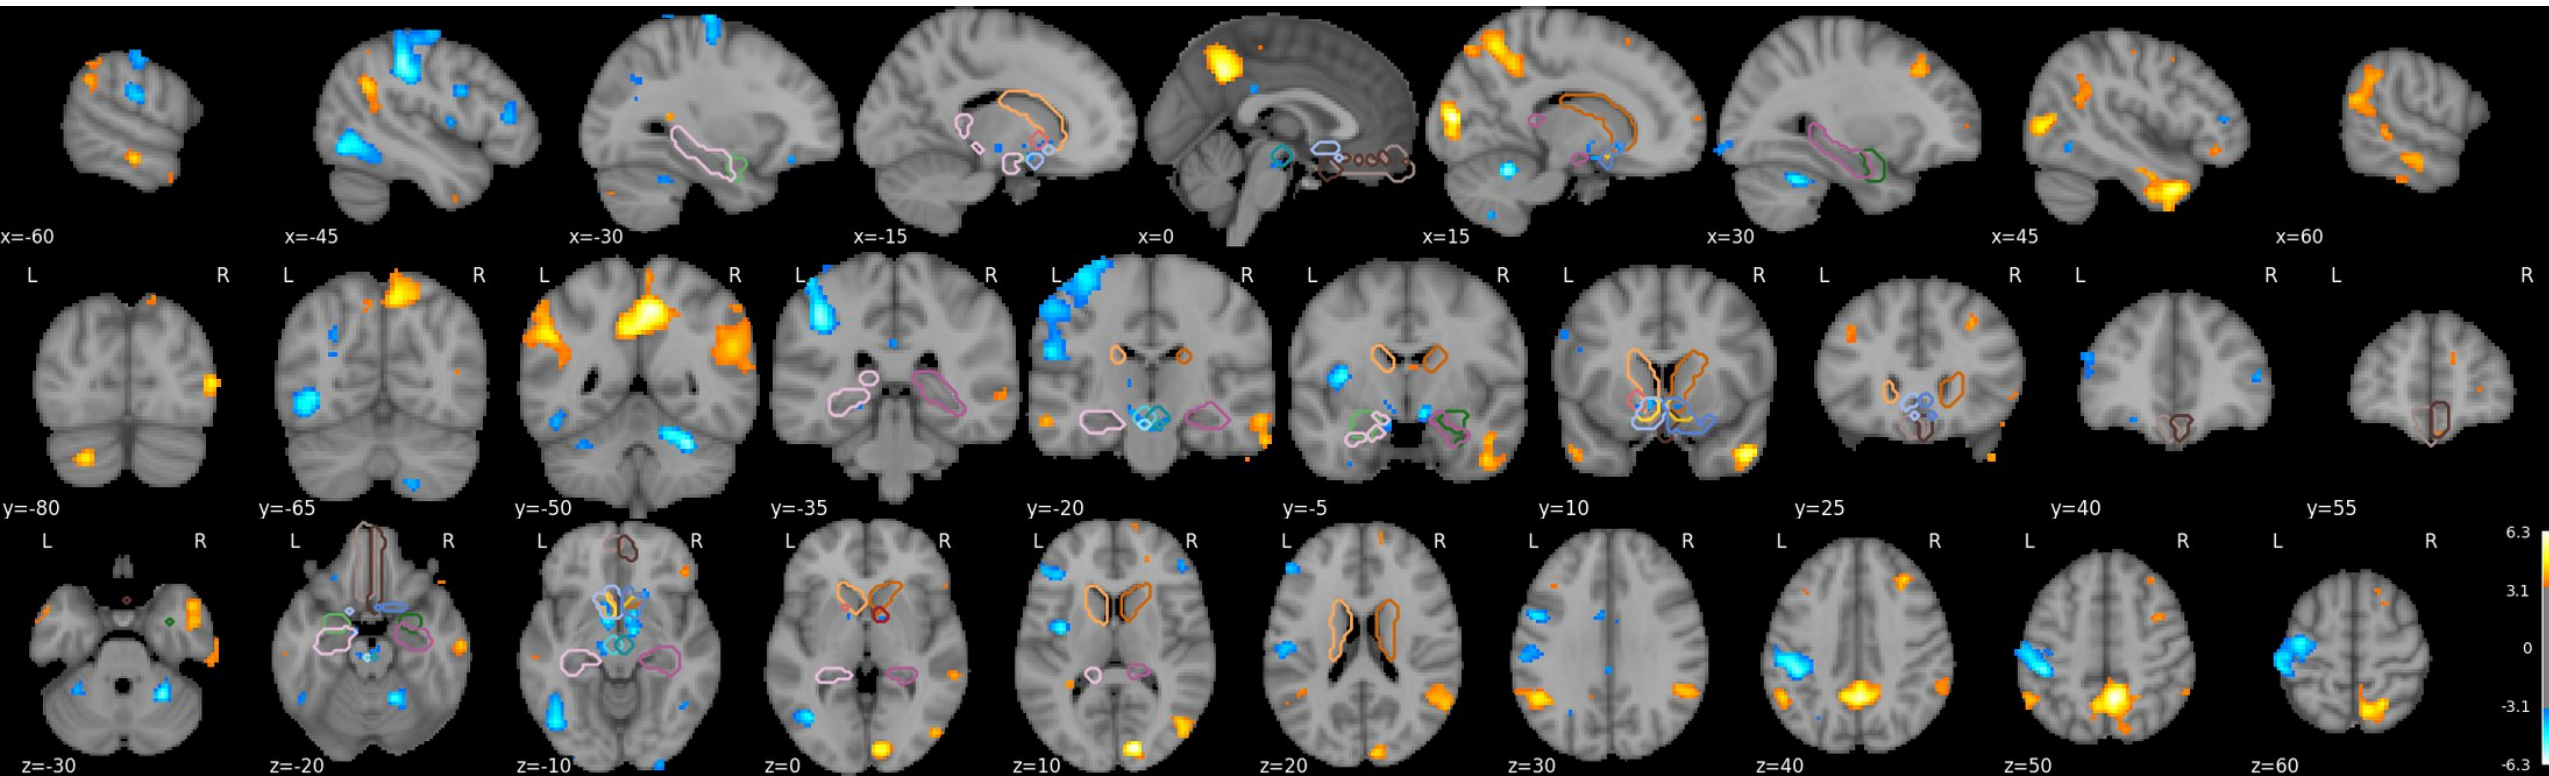 x=-60 x=-45 x=-30 x=-15 x=0 x=15 x=30 x=45 x=60
L R L R L R L R L R L R L R L R L R L R
y=-80 y=-65 y=-50 y=-35 y=-20 y=-5 y=10 y=25 y=40 y=55
L R L R L R L R L R L R L R L R L R L R
6.3
3.1
0
-3.1
-6.3
z=-30 z=-20 z=-10 z=0 z=10 z=20 z=30 z=40 z=50 z=60